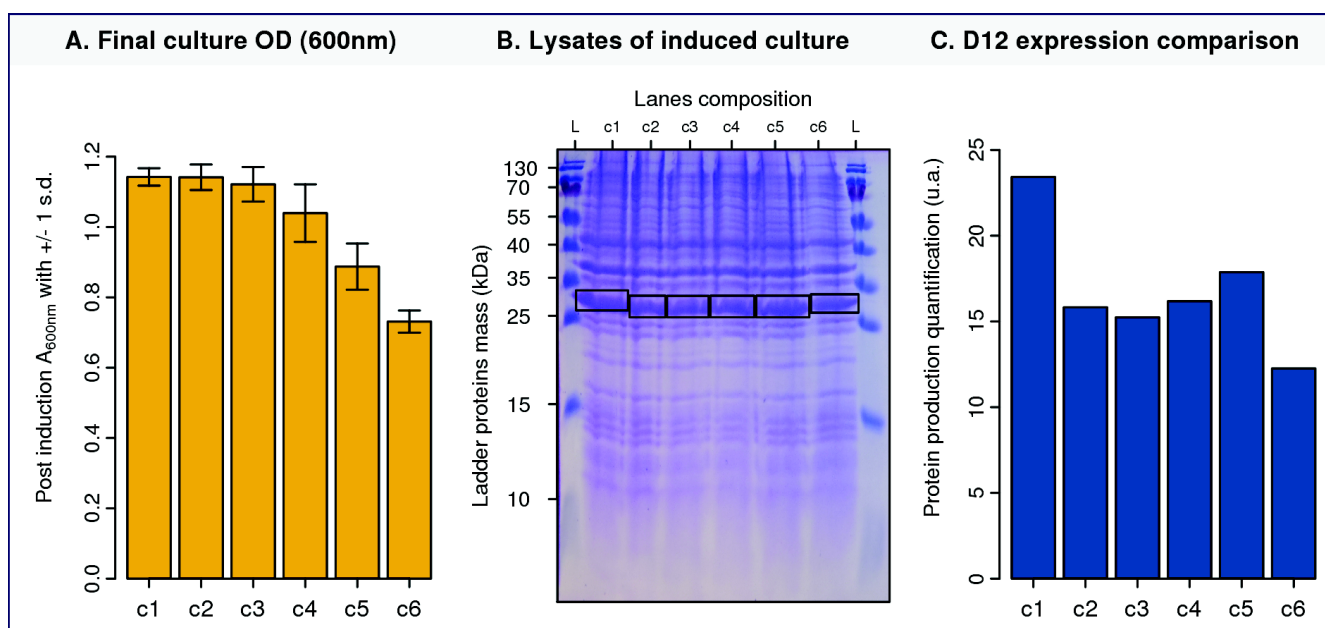 A. Final culture OD (600nm)
B. Lysates of induced culture
C. D12 expression comparison
Post induction A600nm with +/- 1 s.d.
1.2
1.0
0.8
0.6
0.4
0.2
0.0
c1 c2 c3 c4 c5 c6
Lanes composition
L c1 c2 c3 c4 c5 c6 L
Ladder proteins mass (kDa)
130
70
55
40
35
25
15
10
Protein production quantification (u.a.)
25
20
15
10
5
0
c1 c2 c3 c4 c5 c6